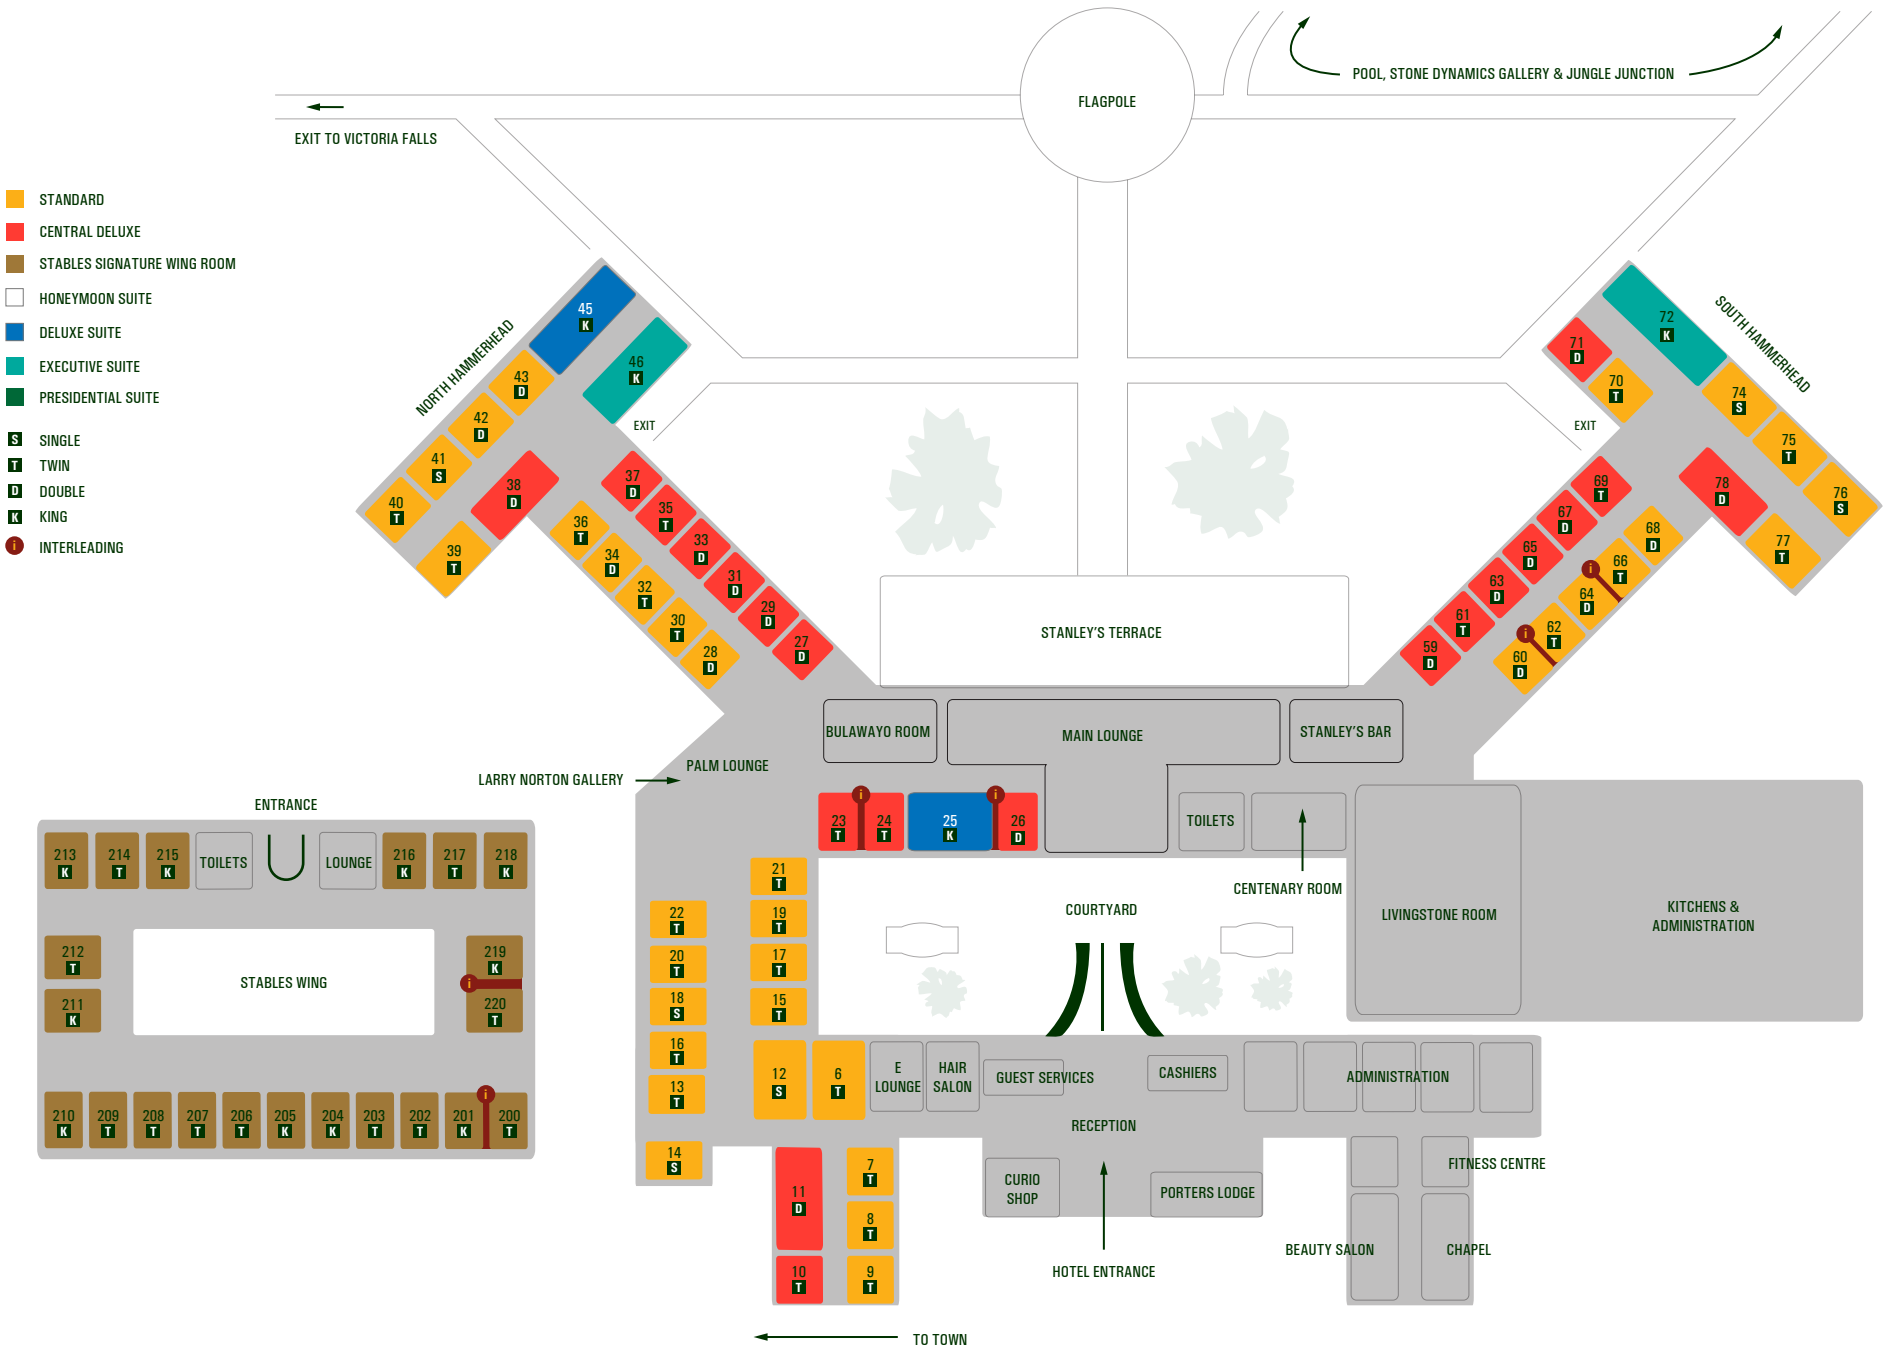 FLAGPOLE
POOL, STONE DYNAMICS GALLERY & JUNGLE JUNCTION
EXIT TO VICTORIA FALLS
STANDARD
CENTRAL DELUXE
STABLES SIGNATURE WING ROOM
HONEYMOON SUITE
DELUXE SUITE
EXECUTIVE SUITE
PRESIDENTIAL SUITE
S SINGLE
T TWIN
D DOUBLE
K KING
i INTERLEADING
NORTH HAMMERHEAD
45
K
46
K
43
D
42
D
41
S
40
T
38
D
39
T
EXIT
37
D
35
T
33
D
31
D
29
D
27
D
36
T
34
D
32
T
30
T
28
D
SOUTH HAMMERHEAD
72
K
71
D
70
T
74
S
75
T
76
S
78
D
77
T
EXIT
69
T
67
D
65
D
63
D
61
T
59
D
68
D
66
T
i
64
D
62
T
i
60
D
STANLEY'S TERRACE
BULAWAYO ROOM
MAIN LOUNGE
STANLEY'S BAR
PALM LOUNGE
LARRY NORTON GALLERY
23
T
i
24
T
25
K
i
26
D
TOILETS
CENTENARY ROOM
LIVINGSTONE ROOM
KITCHENS &
ADMINISTRATION
COURTYARD
ENTRANCE
213
K
214
T
215
K
TOILETS
LOUNGE
216
K
217
T
218
K
212
T
211
K
STABLES WING
219
K
i
220
T
210
K
209
T
208
T
207
T
206
T
205
K
204
K
203
T
202
T
201
K
i
200
T
21
T
22
T
19
T
20
T
17
T
18
S
15
T
16
T
13
T
14
S
12
S
6
T
E
LOUNGE
HAIR
SALON
GUEST SERVICES
CASHIERS
ADMINISTRATION
RECEPTION
11
D
10
T
7
T
8
T
9
T
CURIO
SHOP
PORTERS LODGE
HOTEL ENTRANCE
FITNESS CENTRE
BEAUTY SALON
CHAPEL
TO TOWN